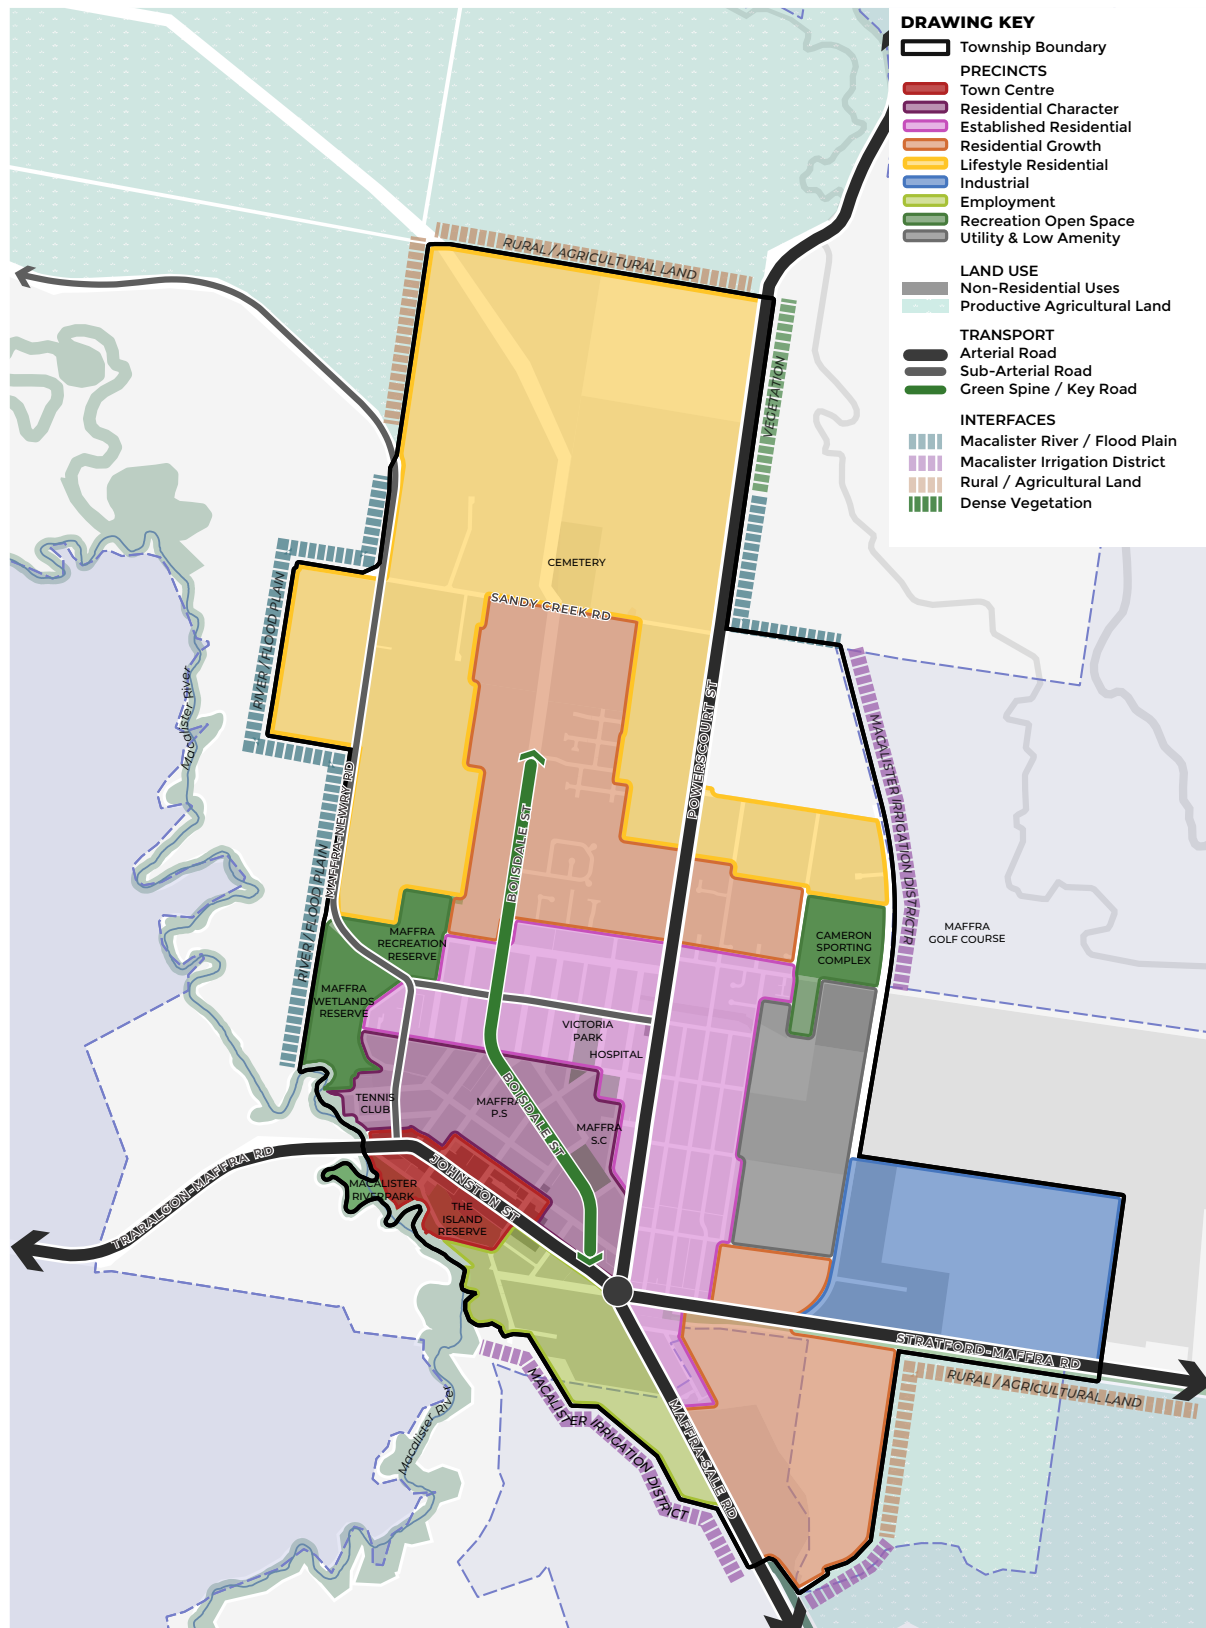 DRAWING KEY
Township Boundary
PRECINCTS
Town Centre
Residential Character
Established Residential
Residential Growth
Lifestyle Residential
Industrial
Employment
Recreation Open Space
Utility & Low Amenity
LAND USE
Non-Residential Uses
Productive Agricultural Land
TRANSPORT
Arterial Road
Sub-Arterial Road
Green Spine / Key Road
INTERFACES
Macalister River / Flood Plain
Macalister Irrigation District
Rural / Agricultural Land
Dense Vegetation
RURAL / AGRICULTURAL LAND
VEGETATION
CEMETERY
SANDY CREEK RD
RIVER / FLOOD PLAIN
Macalister River
POWERSCOURT ST
MACALISTER IRRIGATION DISTRICTR
MAFFRA-NEWRY RD
BOISDALE ST
RIVER / FLOOD PLAIN
MAFFRA
RECREATION
RESERVE
CAMERON
SPORTING
COMPLEX
MAFFRA
GOLF COURSE
MAFFRA
WETLANDS
RESERVE
VICTORIA
PARK
HOSPITAL
BOISDALE ST
TENNIS
CLUB
MAFFRA
P.S
MAFFRA
S.C
TRARALGON-MAFFRA RD
JOHNSTON ST
MACALISTER
RIVERPARK
THE
ISLAND
RESERVE
STRATFORD-MAFFRA RD
RURAL / AGRICULTURAL LAND
MACALISTER IRRIGATION DISTRICT
MAFFRA-SALE RD
Macalister River